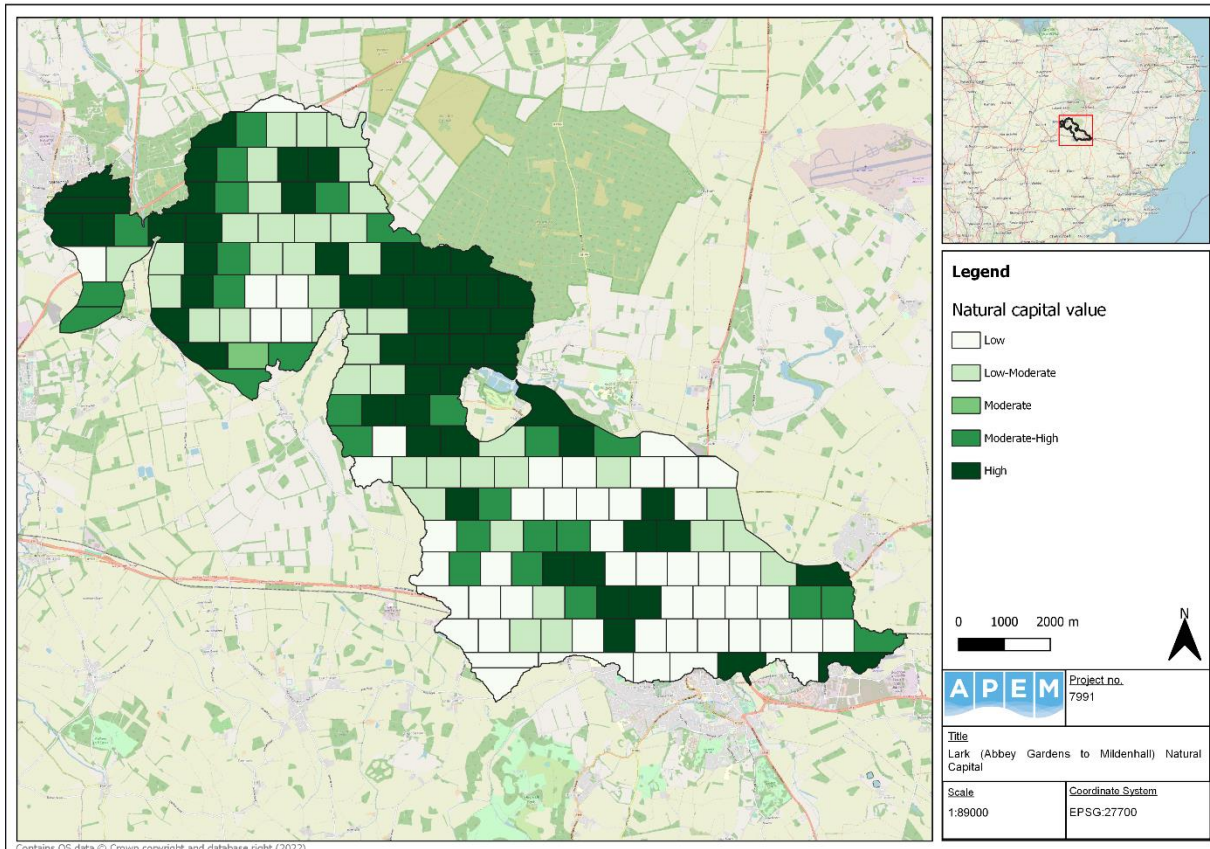 Legend
Natural capital value
Low
Low-Moderate
Moderate
Moderate-High
High
0 1000 2000 m
N
APEM
Project no.
7991
Title
Lark (Abbey Gardens to Mildenhall) Natural
Capital
Scale
1:89000
Coordinate System
EPSG:27700
Contains OS data © Crown copyright and database right (2022)